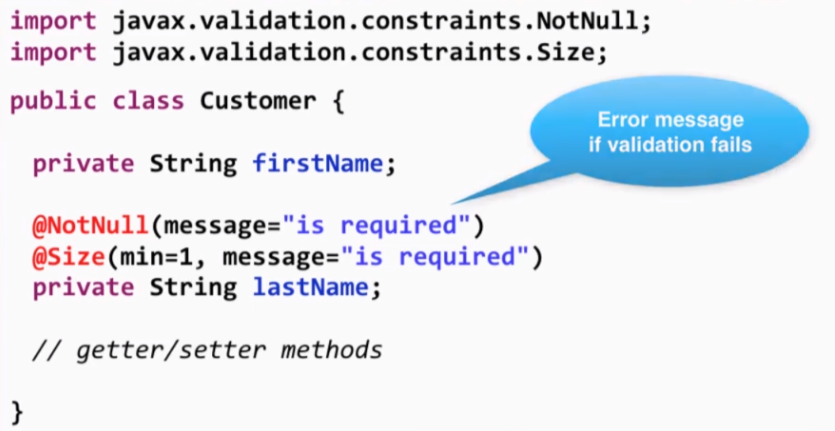 import javax.validation.constraints.NotNull;
import javax.validation.constraints.Size;
public class Customer {
Error message
if validation fails
private String firstName;
@NotNull(message="is required")
@Size(min=1, message="is required")
private String lastName;
// getter/setter methods
}